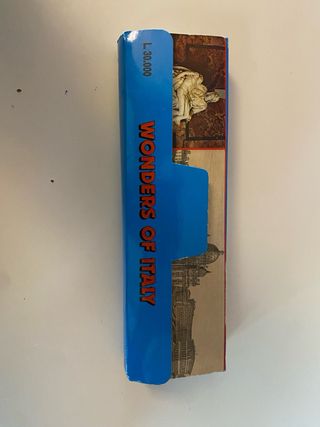 L. 30,000
WONDERS OF ITALY